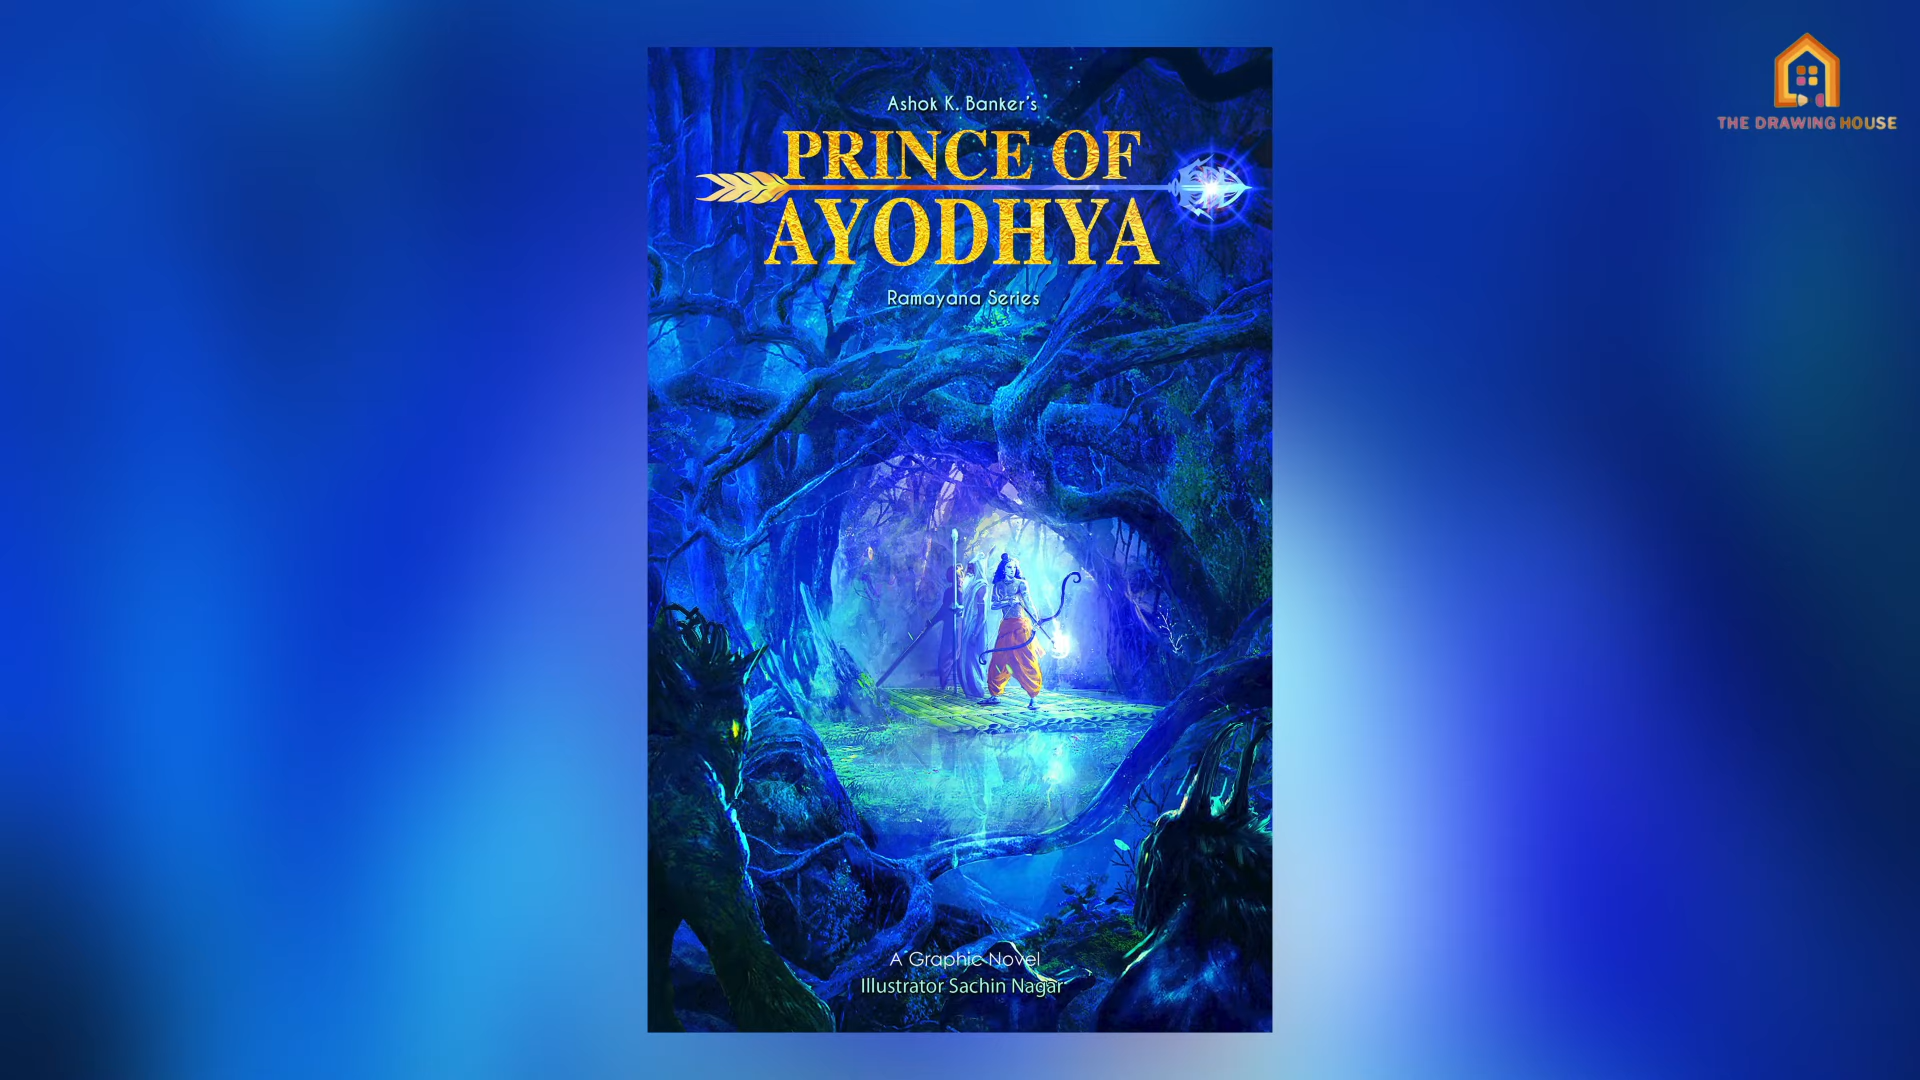 Ashok K. Banker's
PRINCE OF
AYODHYA
Ramayana Series
A Graphic Novel
Illustrator Sachin Nagar
THE DRAWING HOUSE